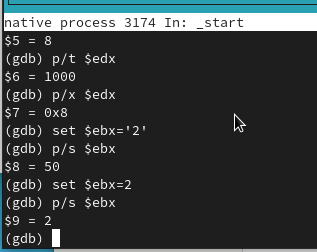 native process 3174 In: _start
$5 = 8
(gdb) p/t $edx
$6 = 1000
(gdb) p/x $edx
$7 = 0x8
(gdb) set $ebx='2'
(gdb) p/s $ebx
$8 = 50
(gdb) set $ebx=2
(gdb) p/s $ebx
$9 = 2
(gdb)